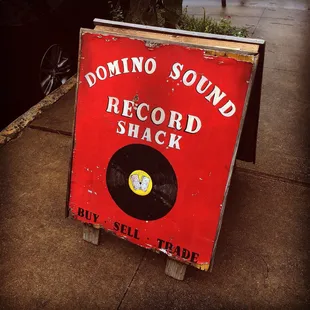 DOMINO SOUND
RECORD
SHACK
BUY · SELL · TRADE